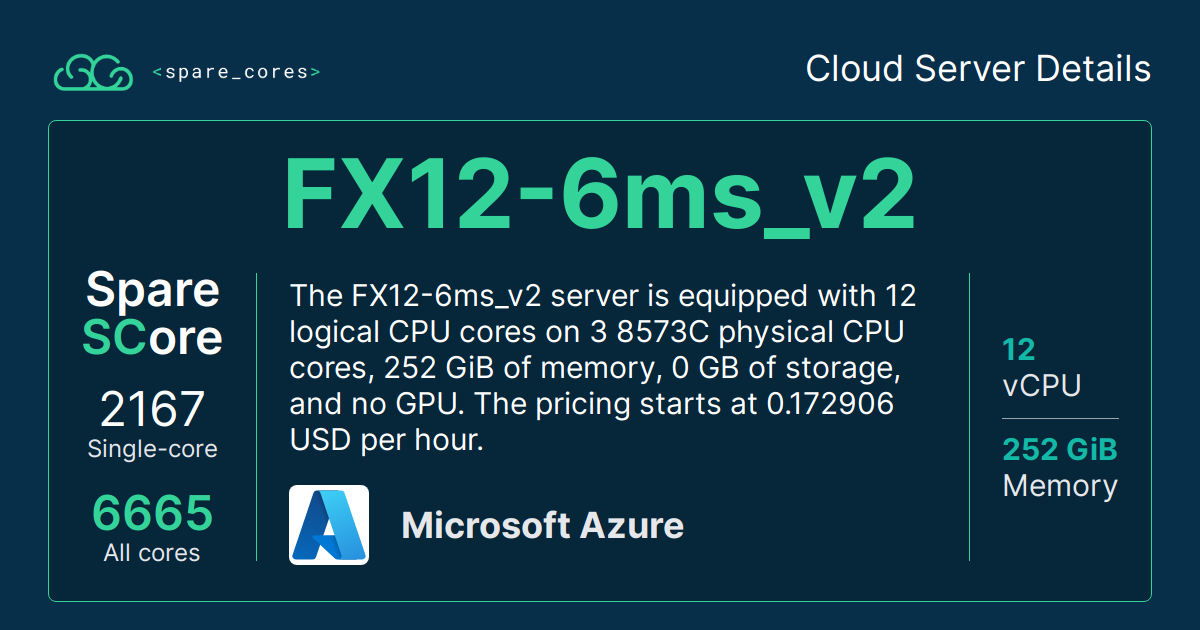 <spare_cores>
Cloud Server Details
FX12-6ms_v2
Spare
SCore
2167
Single-core
6665
All cores
The FX12-6ms_v2 server is equipped with 12
logical CPU cores on 3 8573C physical CPU
cores, 252 GiB of memory, 0 GB of storage,
and no GPU. The pricing starts at 0.172906
USD per hour.
Microsoft Azure
12
vCPU
252 GiB
Memory